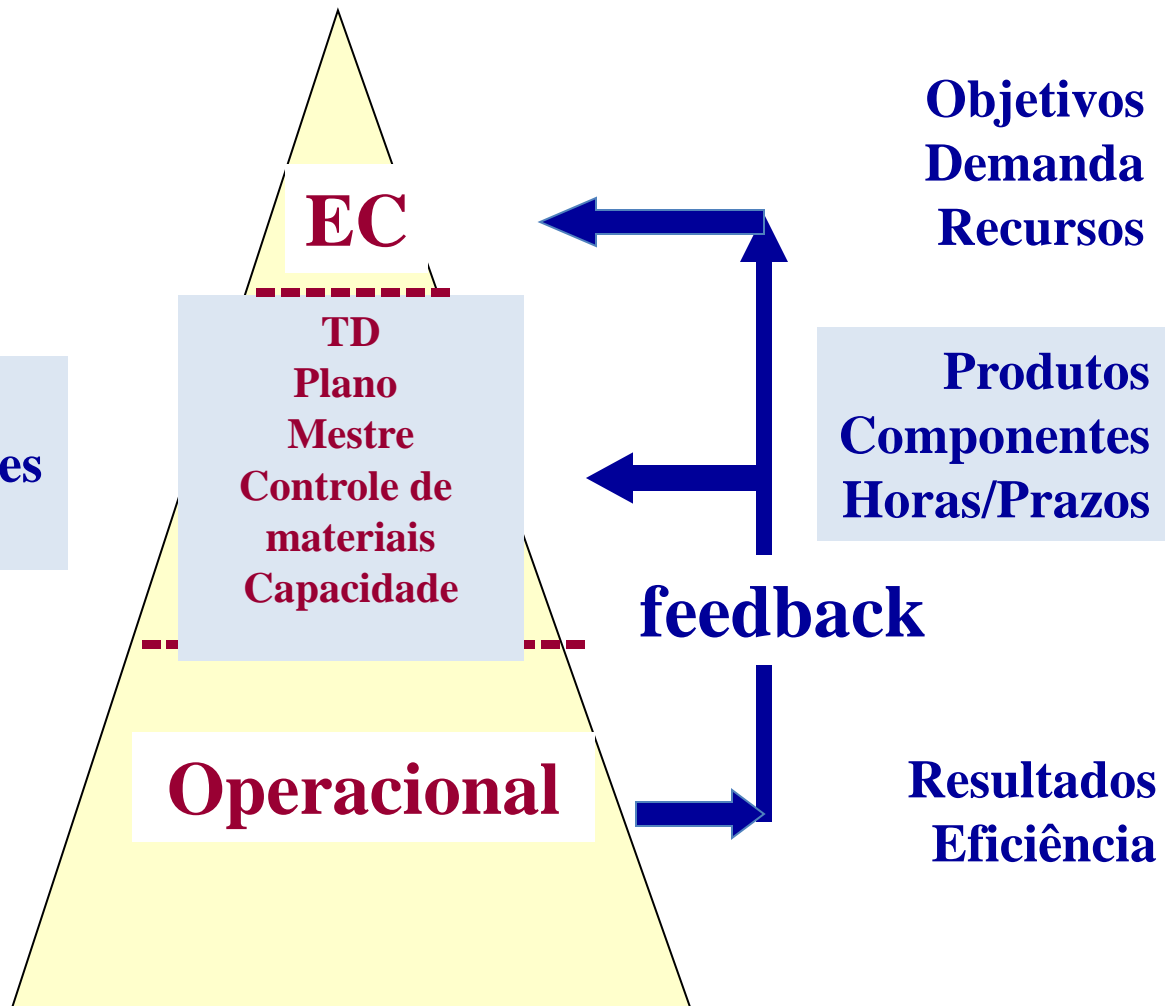 EC
TD
Plano
Mestre
Controle de
materiais
Capacidade
Operacional
es
feedback
Objetivos
Demanda
Recursos
Produtos
Componentes
Horas/Prazos
Resultados
Eficiência